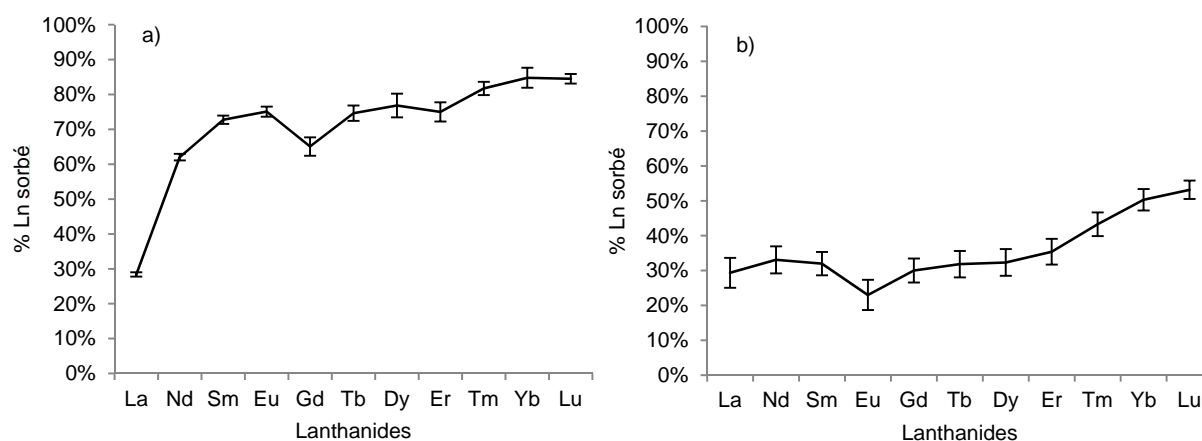 a)
100%
90%
80%
70%
60%
50%
40%
30%
20%
10%
0%
% Ln sorbé
La Nd Sm Eu Gd Tb Dy Er Tm Yb Lu
Lanthanides
b)
100%
90%
80%
70%
60%
50%
40%
30%
20%
10%
0%
% Ln sorbé
La Nd Sm Eu Gd Tb Dy Er Tm Yb Lu
Lanthanides